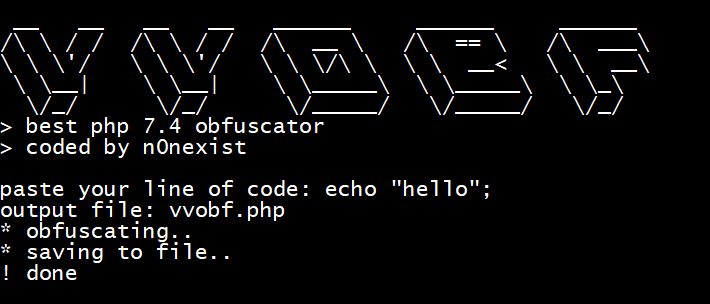 VVOBF
> best php 7.4 obfuscator
> coded by n0nexist
paste your line of code: echo "hello";
output file: vvobf.php
* obfuscating..
* saving to file..
! done